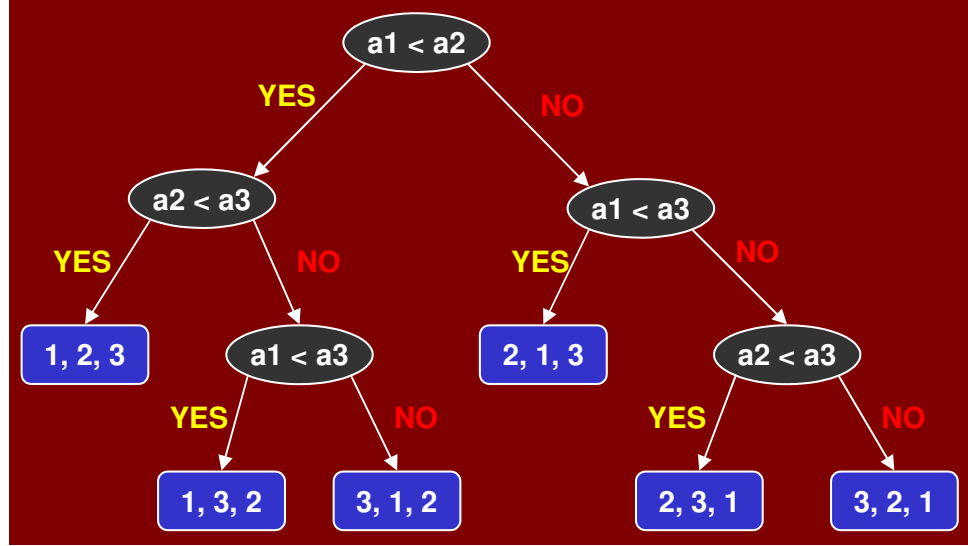 a1 < a2
YES
NO
a2 < a3
a1 < a3
YES
NO
YES
NO
1, 2, 3
a1 < a3
2, 1, 3
a2 < a3
YES
NO
YES
NO
1, 3, 2
3, 1, 2
2, 3, 1
3, 2, 1